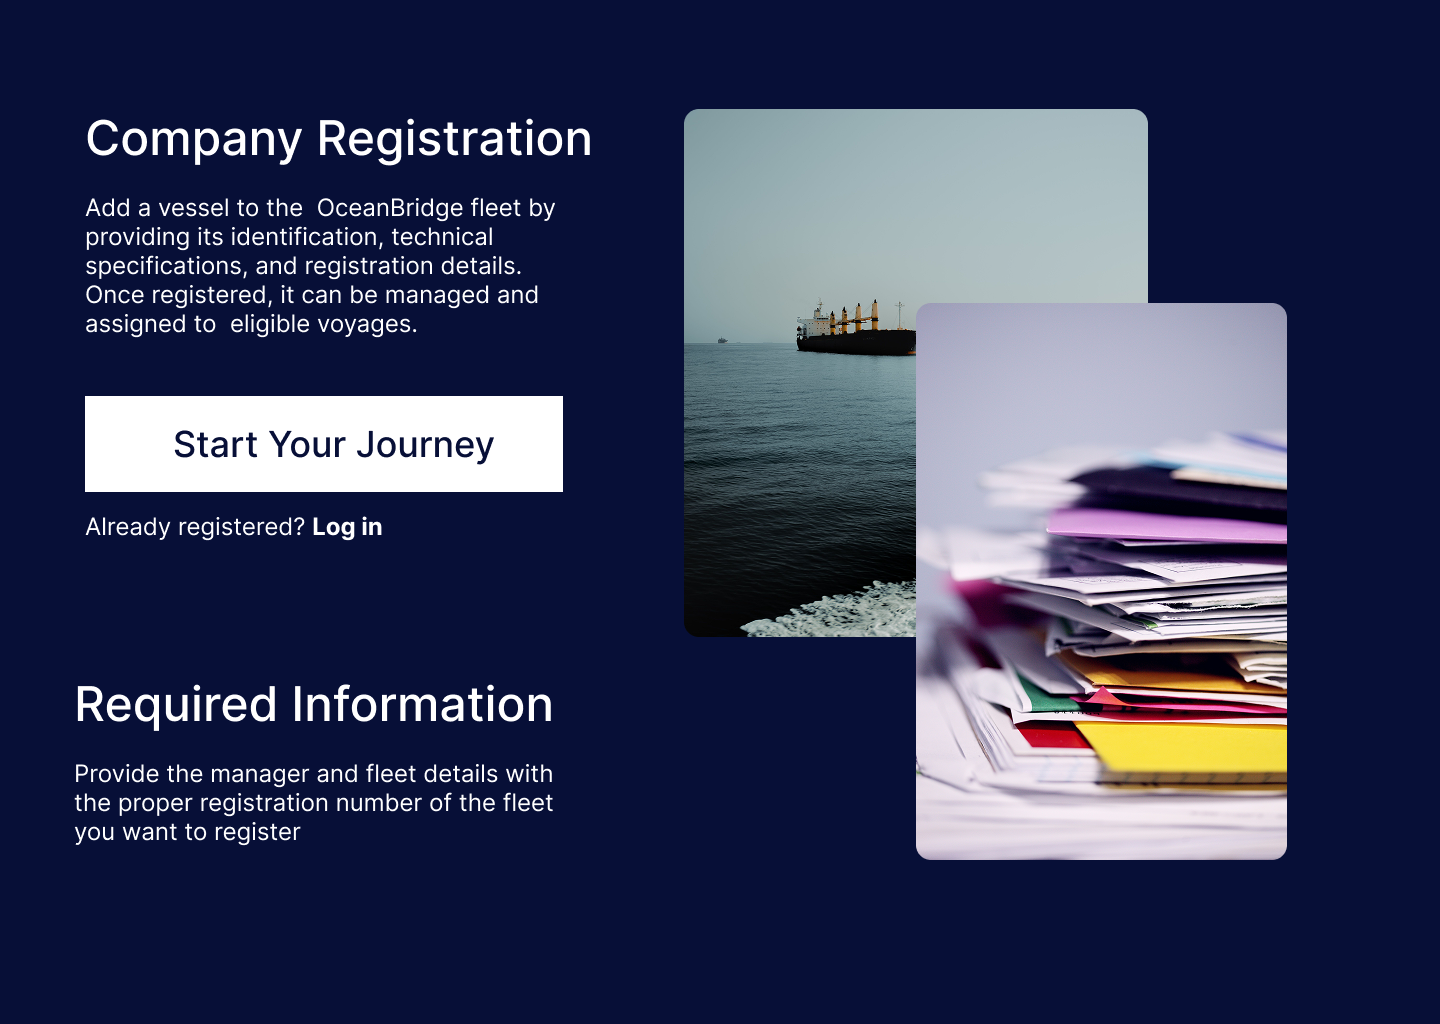 Company Registration
Add a vessel to the  OceanBridge fleet by
providing its identification, technical
specifications, and registration details.
Once registered, it can be managed and
assigned to  eligible voyages.
Start Your Journey
Already registered? Log in
Required Information
Provide the manager and fleet details with
the proper registration number of the fleet
you want to register